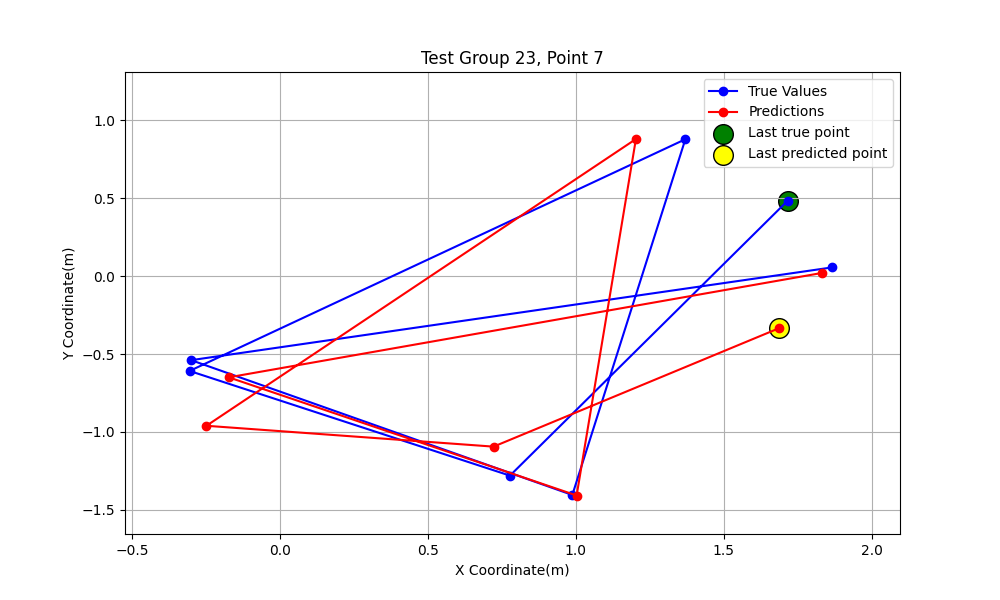 Test Group 23, Point 7
True Values
Predictions
Last true point
Last predicted point
1.0
0.5
0.0
−0.5
−1.0
−1.5
Y Coordinate(m)
−0.5 0.0 0.5 1.0 1.5 2.0
X Coordinate(m)